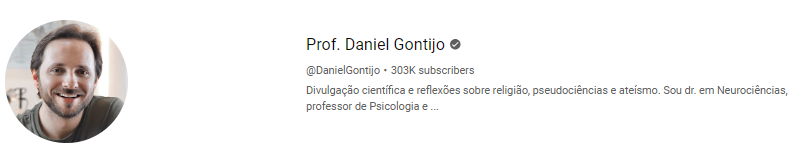 Prof. Daniel Gontijo
@DanielGontijo • 303K subscribers
Divulgação científica e reflexões sobre religião, pseudociências e ateísmo. Sou dr. em Neurociências,
professor de Psicologia e ...